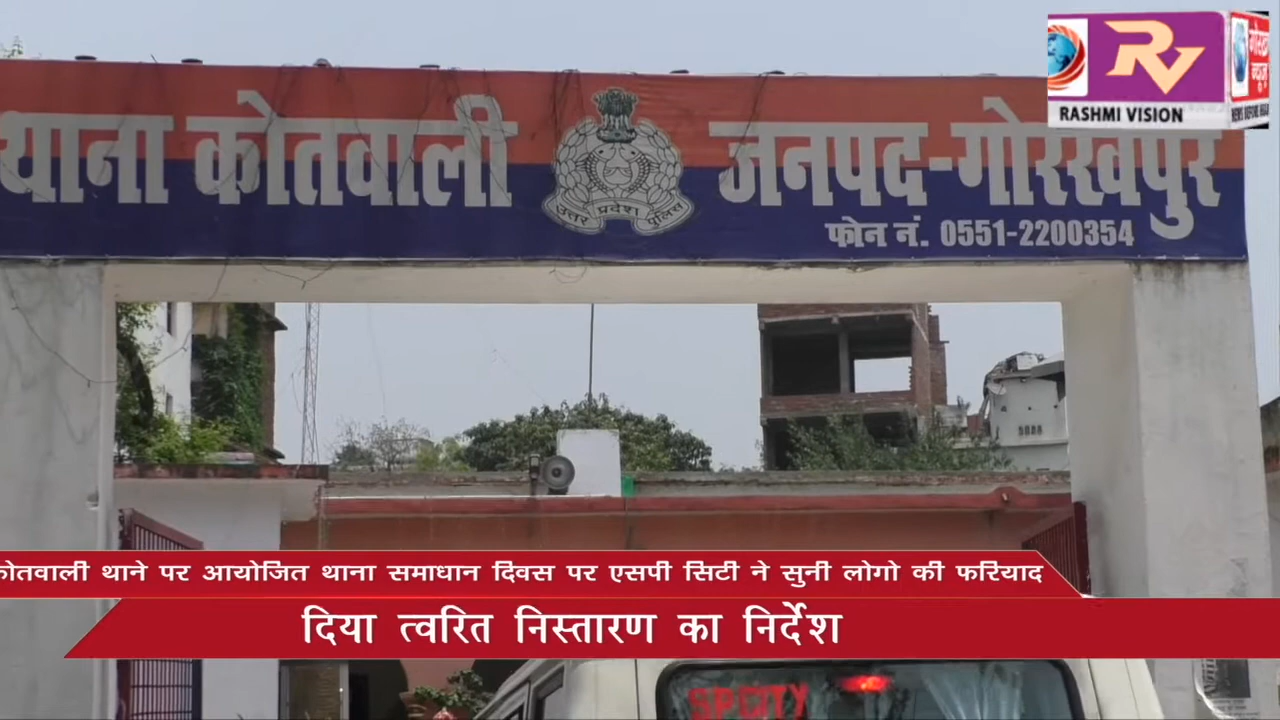 थाना कोतवाली
जनपद-गोरखपुर
उत्तर प्रदेश पुलिस
फोन नं. 0551-2200354
RV
RASHMI VISION
कोतवाली थाने पर आयोजित थाना समाधान दिवस पर एसपी सिटी ने सुनी लोगो की फरियाद
दिया त्वरित निस्तारण का निर्देश
SP CITY